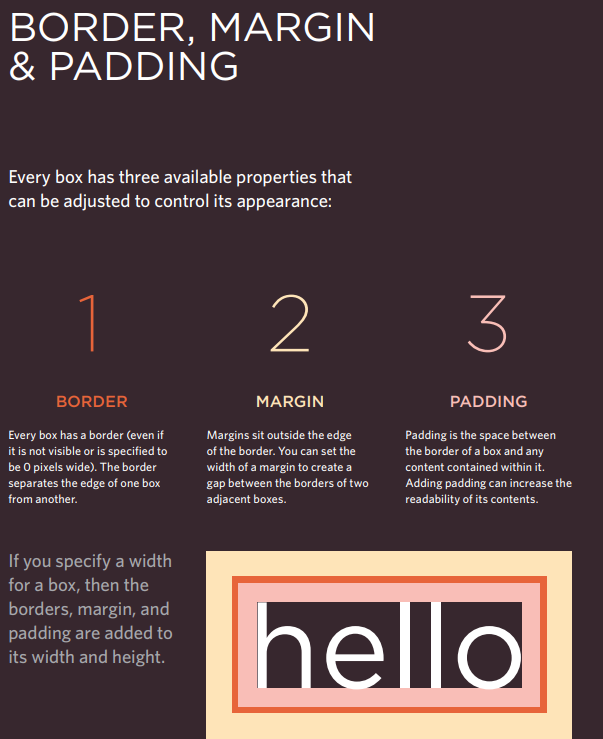 BORDER, MARGIN
& PADDING
Every box has three available properties that
can be adjusted to control its appearance:
1
BORDER
Every box has a border (even if
it is not visible or is specified to
be 0 pixels wide). The border
separates the edge of one box
from another.
2
MARGIN
Margins sit outside the edge
of the border. You can set the
width of a margin to create a
gap between the borders of two
adjacent boxes.
3
PADDING
Padding is the space between
the border of a box and any
content contained within it.
Adding padding can increase the
readability of its contents.
If you specify a width
for a box, then the
borders, margin, and
padding are added to
its width and height.
hello